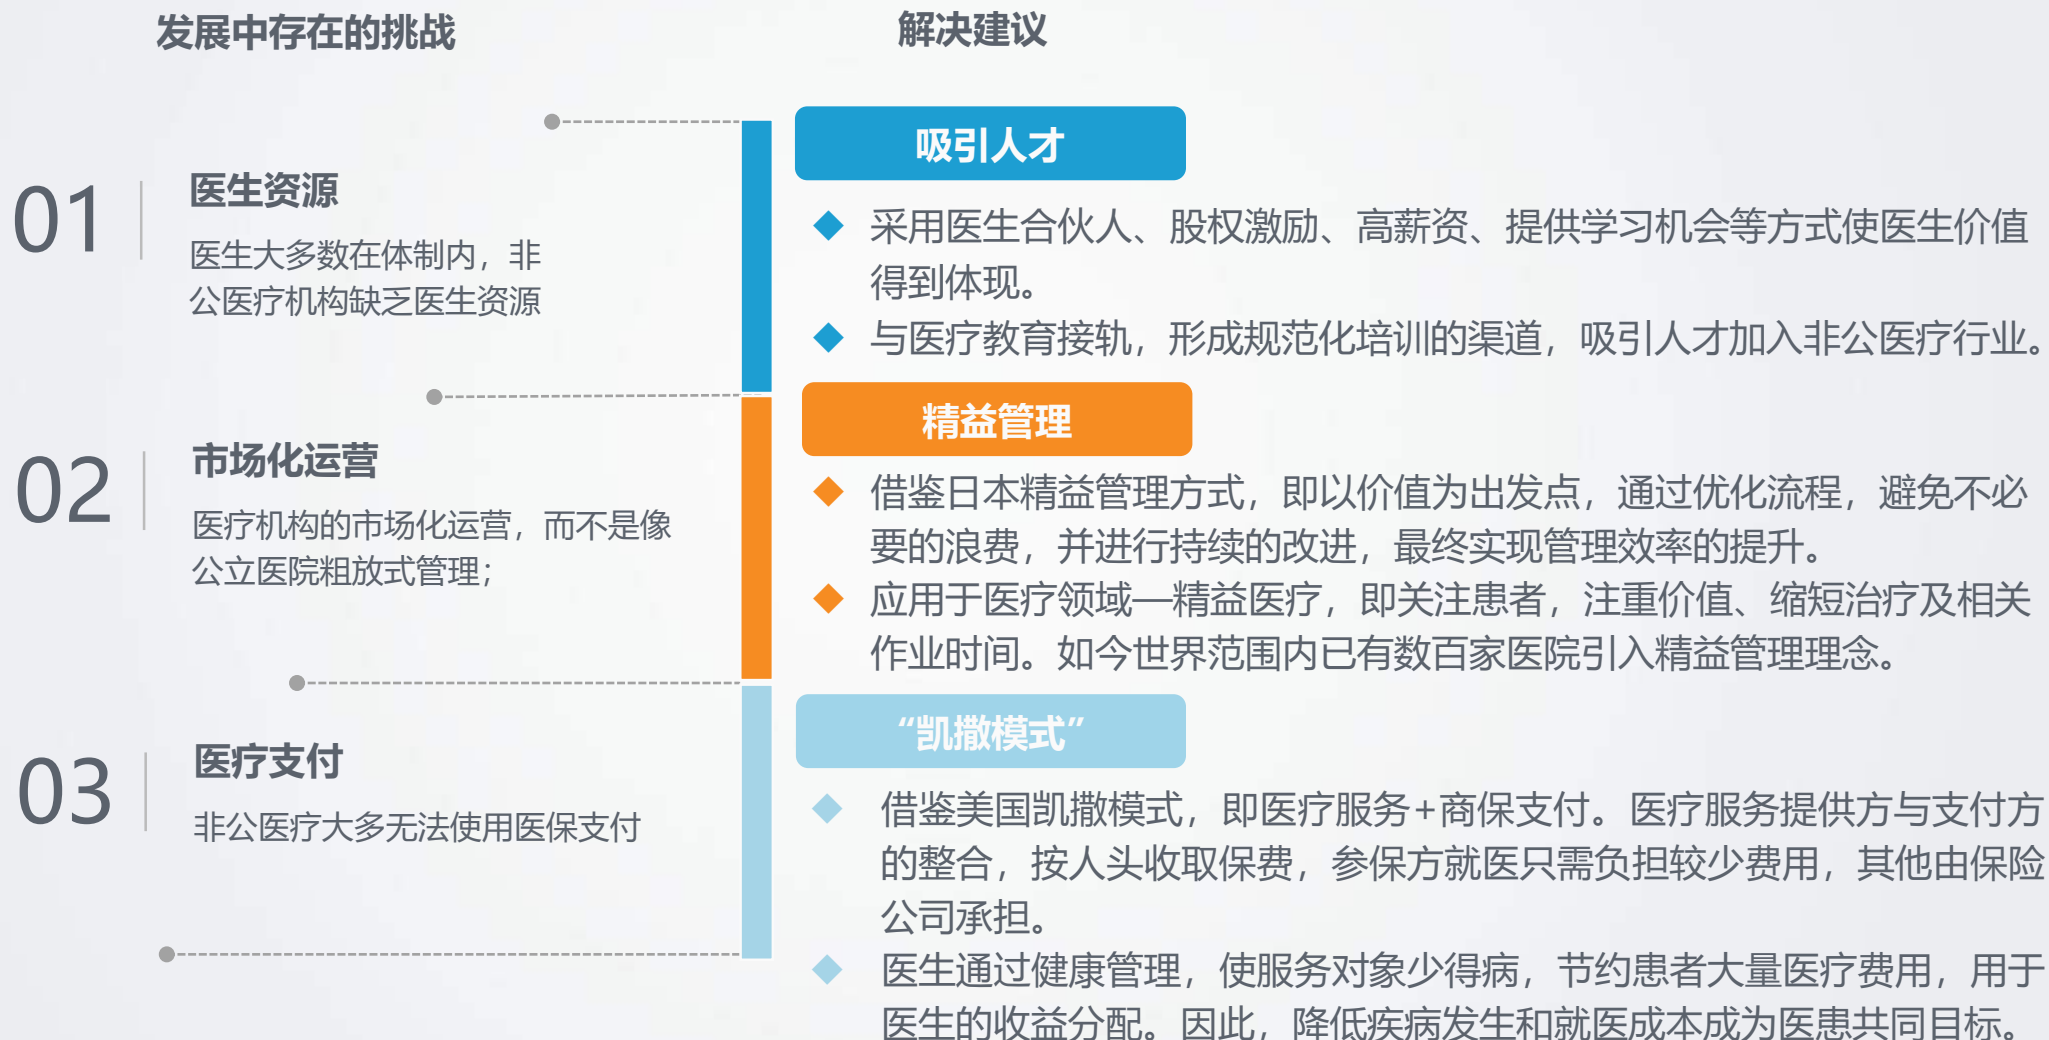 发展中存在的挑战
解决建议
01
医生资源
医生大多数在体制内，非
公医疗机构缺乏医生资源
吸引人才
采用医生合伙人、股权激励、高薪资、提供学习机会等方式使医生价值
得到体现。
与医疗教育接轨，形成规范化培训的渠道，吸引人才加入非公医疗行业。
02
市场化运营
医疗机构的市场化运营，而不是像
公立医院粗放式管理；
精益管理
借鉴日本精益管理方式，即以价值为出发点，通过优化流程，避免不必
要的浪费，并进行持续的改进，最终实现管理效率的提升。
应用于医疗领域—精益医疗，即关注患者，注重价值、缩短治疗及相关
作业时间。如今世界范围内已有数百家医院引入精益管理理念。
03
医疗支付
非公医疗大多无法使用医保支付
“凯撒模式”
借鉴美国凯撒模式，即医疗服务+商保支付。医疗服务提供方与支付方
的整合，按人头收取保费，参保方就医只需负担较少费用，其他由保险
公司承担。
医生通过健康管理，使服务对象少得病，节约患者大量医疗费用，用于
医生的收益分配。因此，降低疾病发生和就医成本成为医患共同目标。